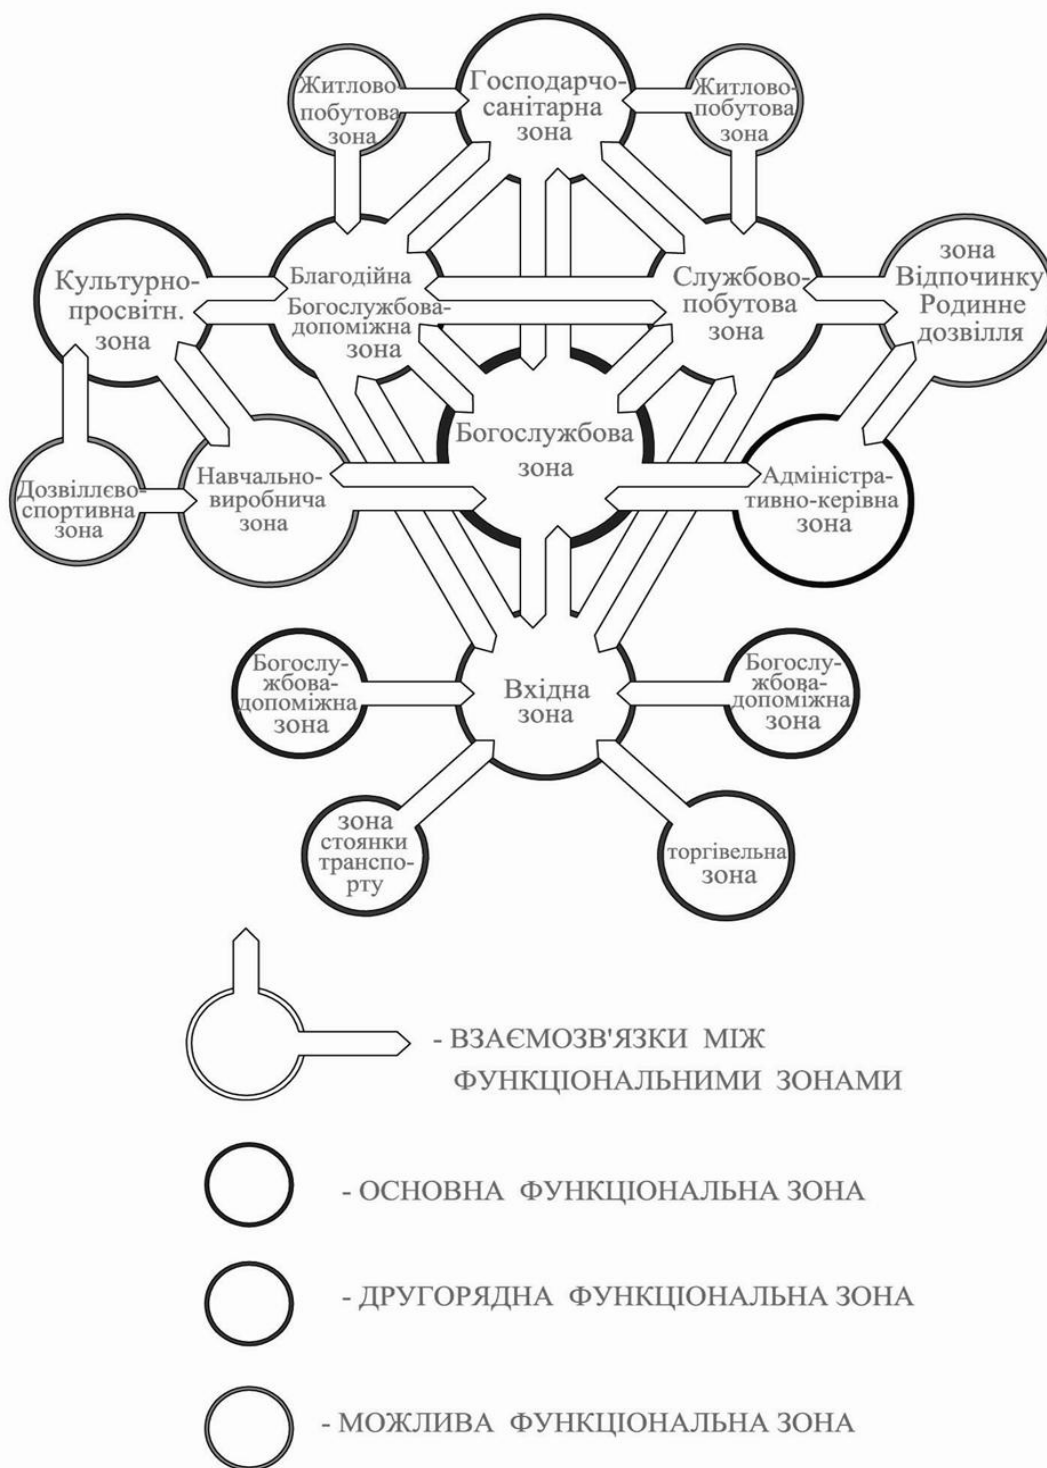 Житлово-
побутова
зона
Господарчо-
санітарна
зона
Житлово-
побутова
зона
Культурно-
просвітн.
зона
Благодійна
Богослужбова-
допоміжна
зона
Службово-
побутова
зона
зона
Відпочинку
Родинне
дозвілля
Богослужбова
зона
Дозвіллєво-
спортивна
зона
Навчально-
виробнича
зона
Адміністра-
тивно-керівна
зона
Богослу-
жбова-
допоміжна
зона
Вхідна
зона
Богослу-
жбова-
допоміжна
зона
зона
стоянки
транспо-
рту
торгівельна
зона
- ВЗАЄМОЗВ'ЯЗКИ МІЖ
ФУНКЦІОНАЛЬНИМИ ЗОНАМИ
- ОСНОВНА ФУНКЦІОНАЛЬНА ЗОНА
- ДРУГОРЯДНА ФУНКЦІОНАЛЬНА ЗОНА
- МОЖЛИВА ФУНКЦІОНАЛЬНА ЗОНА